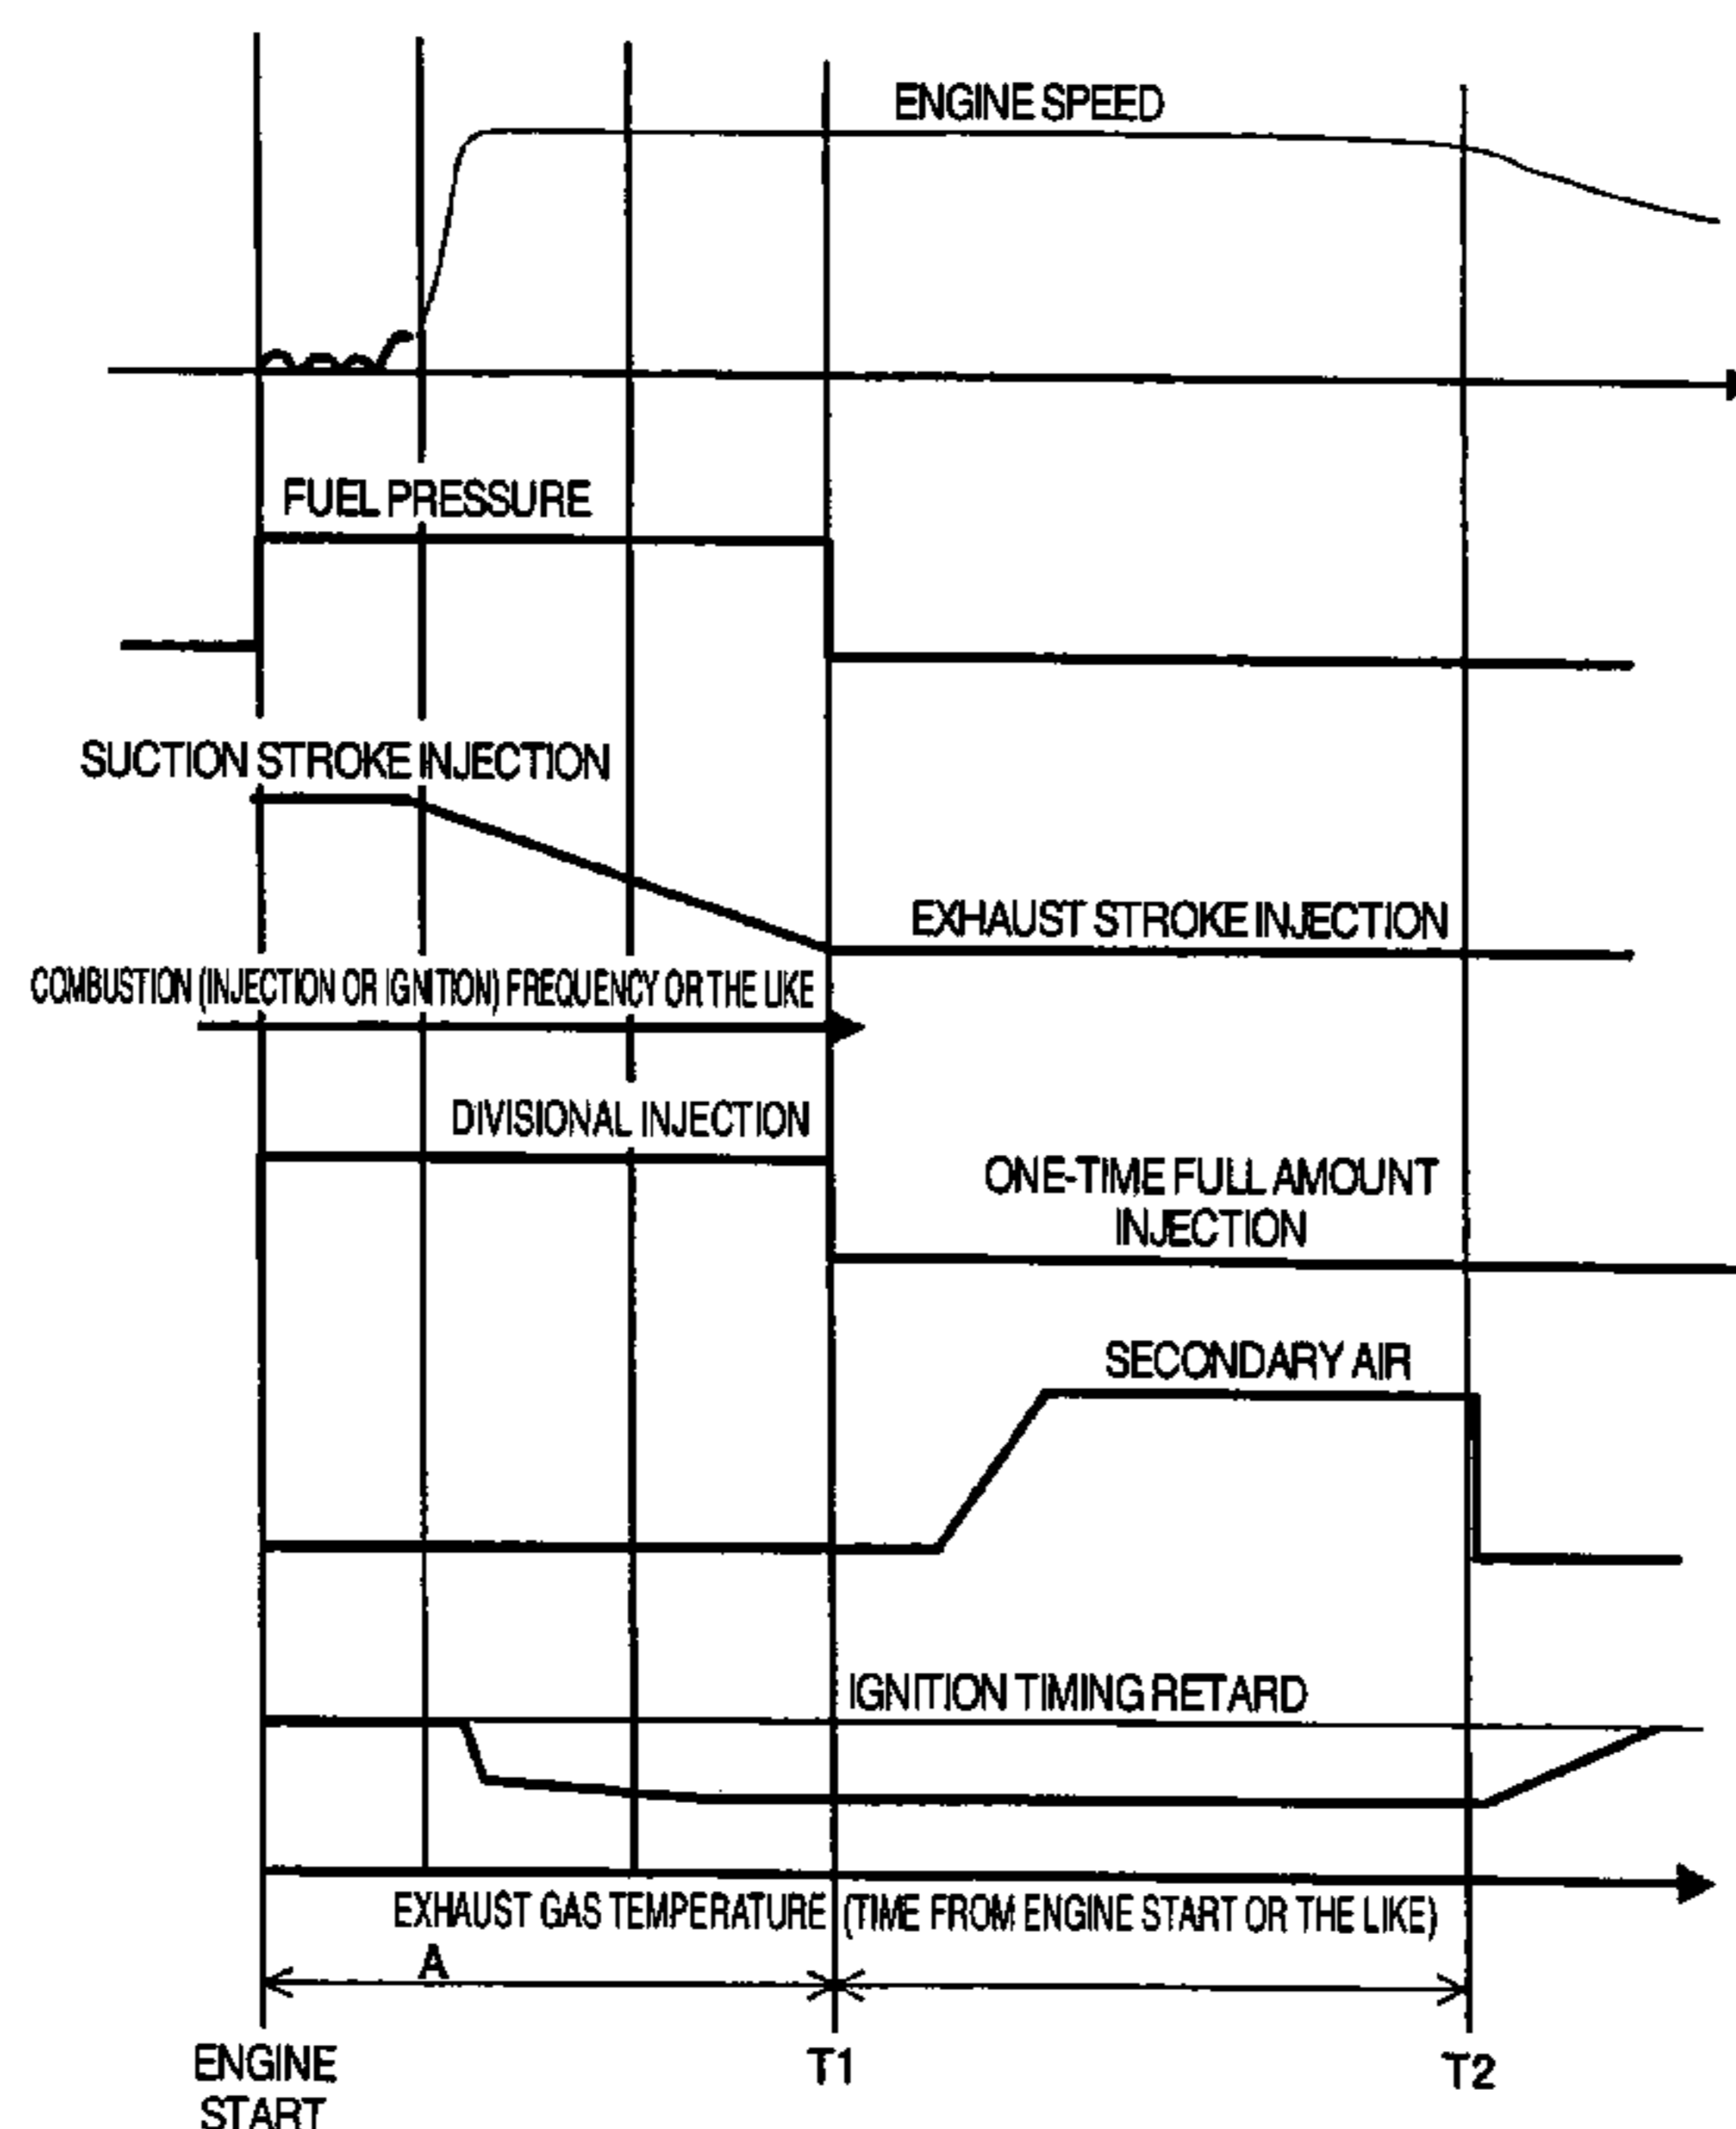 ENGINE SPEED
FUEL PRESSURE
SUCTION STROKE INJECTION
EXHAUST STROKE INJECTION
COMBUSTION (INJECTION OR IGNITION) FREQUENCY OR THE LIKE
DIVISIONAL INJECTION
ONE-TIME FULL AMOUNT
INJECTION
SECONDARY AIR
IGNITION TIMING RETARD
EXHAUST GAS TEMPERATURE (TIME FROM ENGINE START OR THE LIKE)
A
ENGINE
START
T1
T2